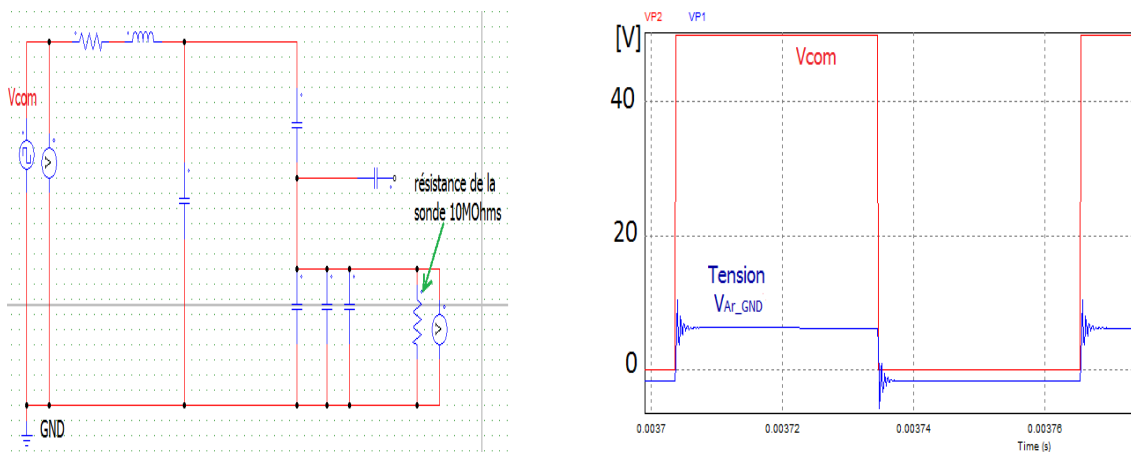 Vcom
résistance de la
sonde 10MOhms
GND
VP2 VP1
[V]
Vcom
40
20
Tension
VAr_GND
0
0.0037 0.00372 0.00374 0.00376
Time (s)